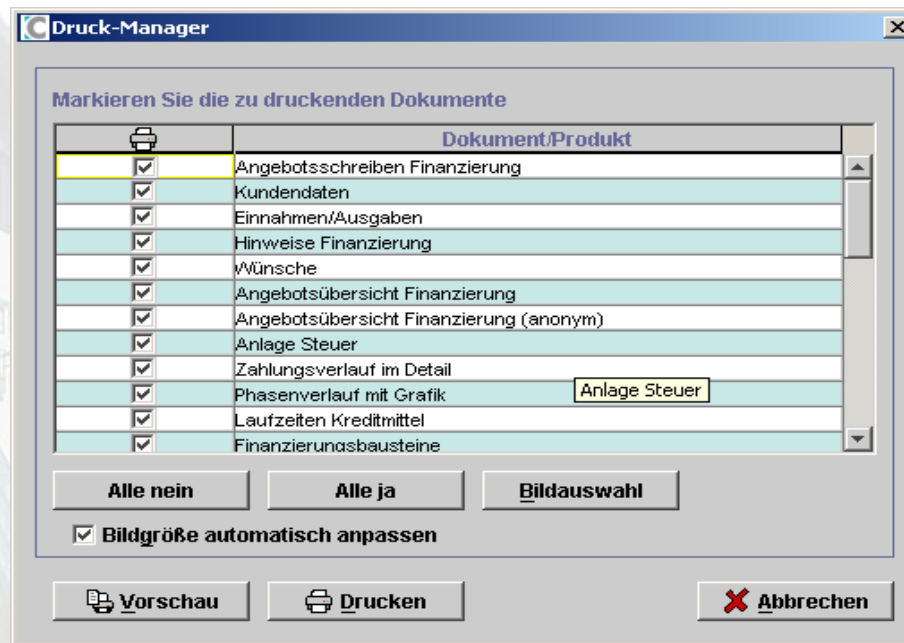 Druck-Manager
Markieren Sie die zu druckenden Dokumente
Dokument/Produkt
Angebotsschreiben Finanzierung
Kundendaten
Einnahmen/Ausgaben
Hinweise Finanzierung
Wünsche
Angebotsübersicht Finanzierung
Angebotsübersicht Finanzierung (anonym)
Anlage Steuer
Zahlungsverlauf im Detail
Phasenverlauf mit Grafik
Anlage Steuer
Laufzeiten Kreditmittel
Finanzierungsbausteine
Alle nein Alle ja Bildauswahl
Bildgröße automatisch anpassen
Vorschau Drucken Abbrechen